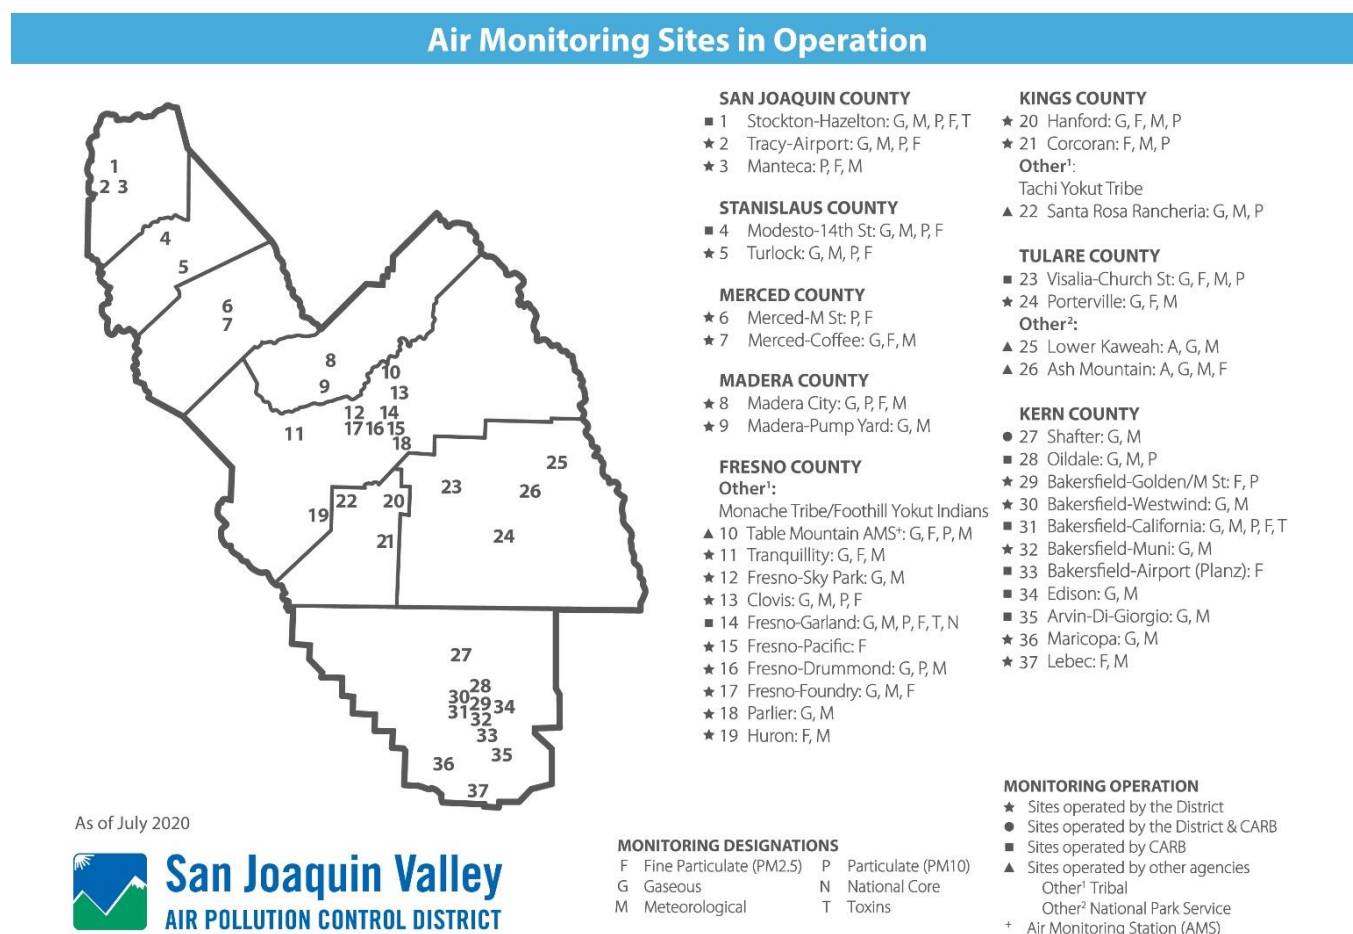 Air Monitoring Sites in Operation
1
2 3
4
5
6
7
8
9
10
13
12 14
11 17 16 15
18
25
23 26
22 20
19
21 24
27
28
30 29 34
31 32
33
35
36
37
As of July 2020
San Joaquin Valley
AIR POLLUTION CONTROL DISTRICT
SAN JOAQUIN COUNTY
■ 1 Stockton-Hazelton: G, M, P, F, T
★ 2 Tracy-Airport: G, M, P, F
★ 3 Manteca: P, F, M
STANISLAUS COUNTY
■ 4 Modesto-14th St: G, M, P, F
★ 5 Turlock: G, M, P, F
MERCED COUNTY
★ 6 Merced-M St: P, F
★ 7 Merced-Coffee: G, F, M
MADERA COUNTY
★ 8 Madera City: G, P, F, M
★ 9 Madera-Pump Yard: G, M
FRESNO COUNTY
Other¹:
Monache Tribe/Foothill Yokut Indians
▲ 10 Table Mountain AMS⁺: G, F, P, M
★ 11 Tranquillity: G, F, M
★ 12 Fresno-Sky Park: G, M
★ 13 Clovis: G, M, P, F
■ 14 Fresno-Garland: G, M, P, F, T, N
★ 15 Fresno-Pacific: F
★ 16 Fresno-Drummond: G, P, M
★ 17 Fresno-Foundry: G, M, F
★ 18 Parlier: G, M
★ 19 Huron: F, M
KINGS COUNTY
★ 20 Hanford: G, F, M, P
★ 21 Corcoran: F, M, P
Other¹:
Tachi Yokut Tribe
▲ 22 Santa Rosa Rancheria: G, M, P
TULARE COUNTY
■ 23 Visalia-Church St: G, F, M, P
★ 24 Porterville: G, F, M
Other²:
▲ 25 Lower Kaweah: A, G, M
▲ 26 Ash Mountain: A, G, M, F
KERN COUNTY
● 27 Shafter: G, M
■ 28 Oildale: G, M, P
★ 29 Bakersfield-Golden/M St: F, P
★ 30 Bakersfield-Westwind: G, M
■ 31 Bakersfield-California: G, M, P, F, T
★ 32 Bakersfield-Muni: G, M
■ 33 Bakersfield-Airport (Planz): F
■ 34 Edison: G, M
■ 35 Arvin-Di-Giorgio: G, M
★ 36 Maricopa: G, M
★ 37 Lebec: F, M
MONITORING DESIGNATIONS
F Fine Particulate (PM2.5) P Particulate (PM10)
G Gaseous N National Core
M Meteorological T Toxins
MONITORING OPERATION
★ Sites operated by the District
● Sites operated by the District & CARB
■ Sites operated by CARB
▲ Sites operated by other agencies
Other¹ Tribal
Other² National Park Service
⁺ Air Monitoring Station (AMS)